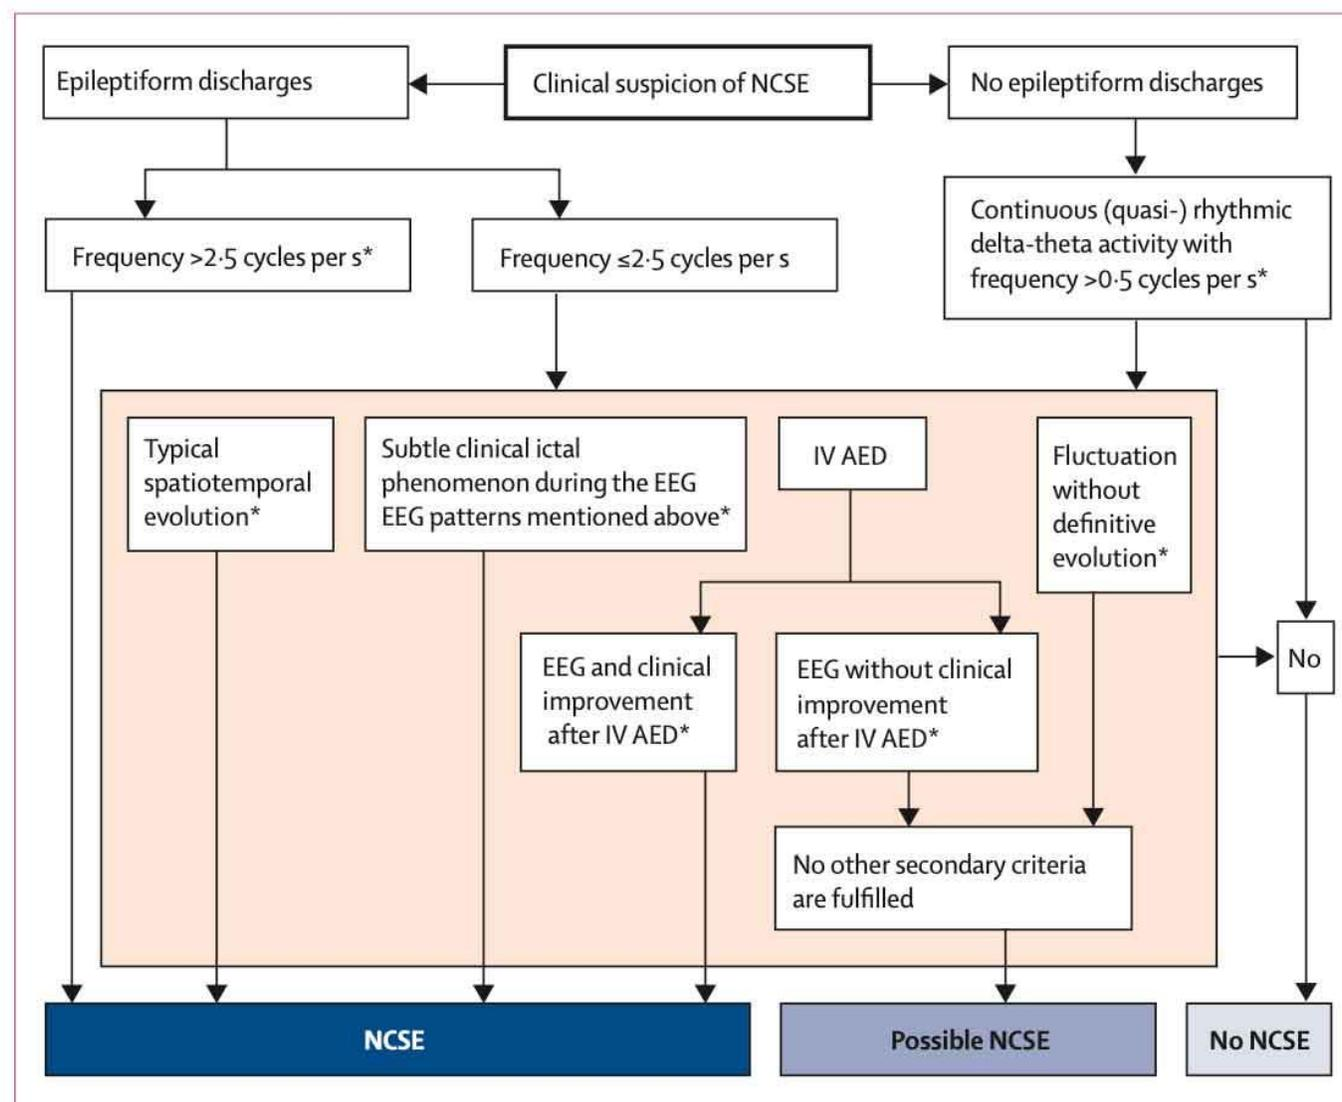 Epileptiform discharges
Clinical suspicion of NCSE
No epileptiform discharges
Frequency >2·5 cycles per s*
Frequency ≤2·5 cycles per s
Continuous (quasi-) rhythmic
delta-theta activity with
frequency >0·5 cycles per s*
Typical
spatiotemporal
evolution*
Subtle clinical ictal
phenomenon during the EEG
EEG patterns mentioned above*
IV AED
Fluctuation
without
definitive
evolution*
EEG and clinical
improvement
after IV AED*
EEG without clinical
improvement
after IV AED*
No
No other secondary criteria
are fulfilled
NCSE
Possible NCSE
No NCSE